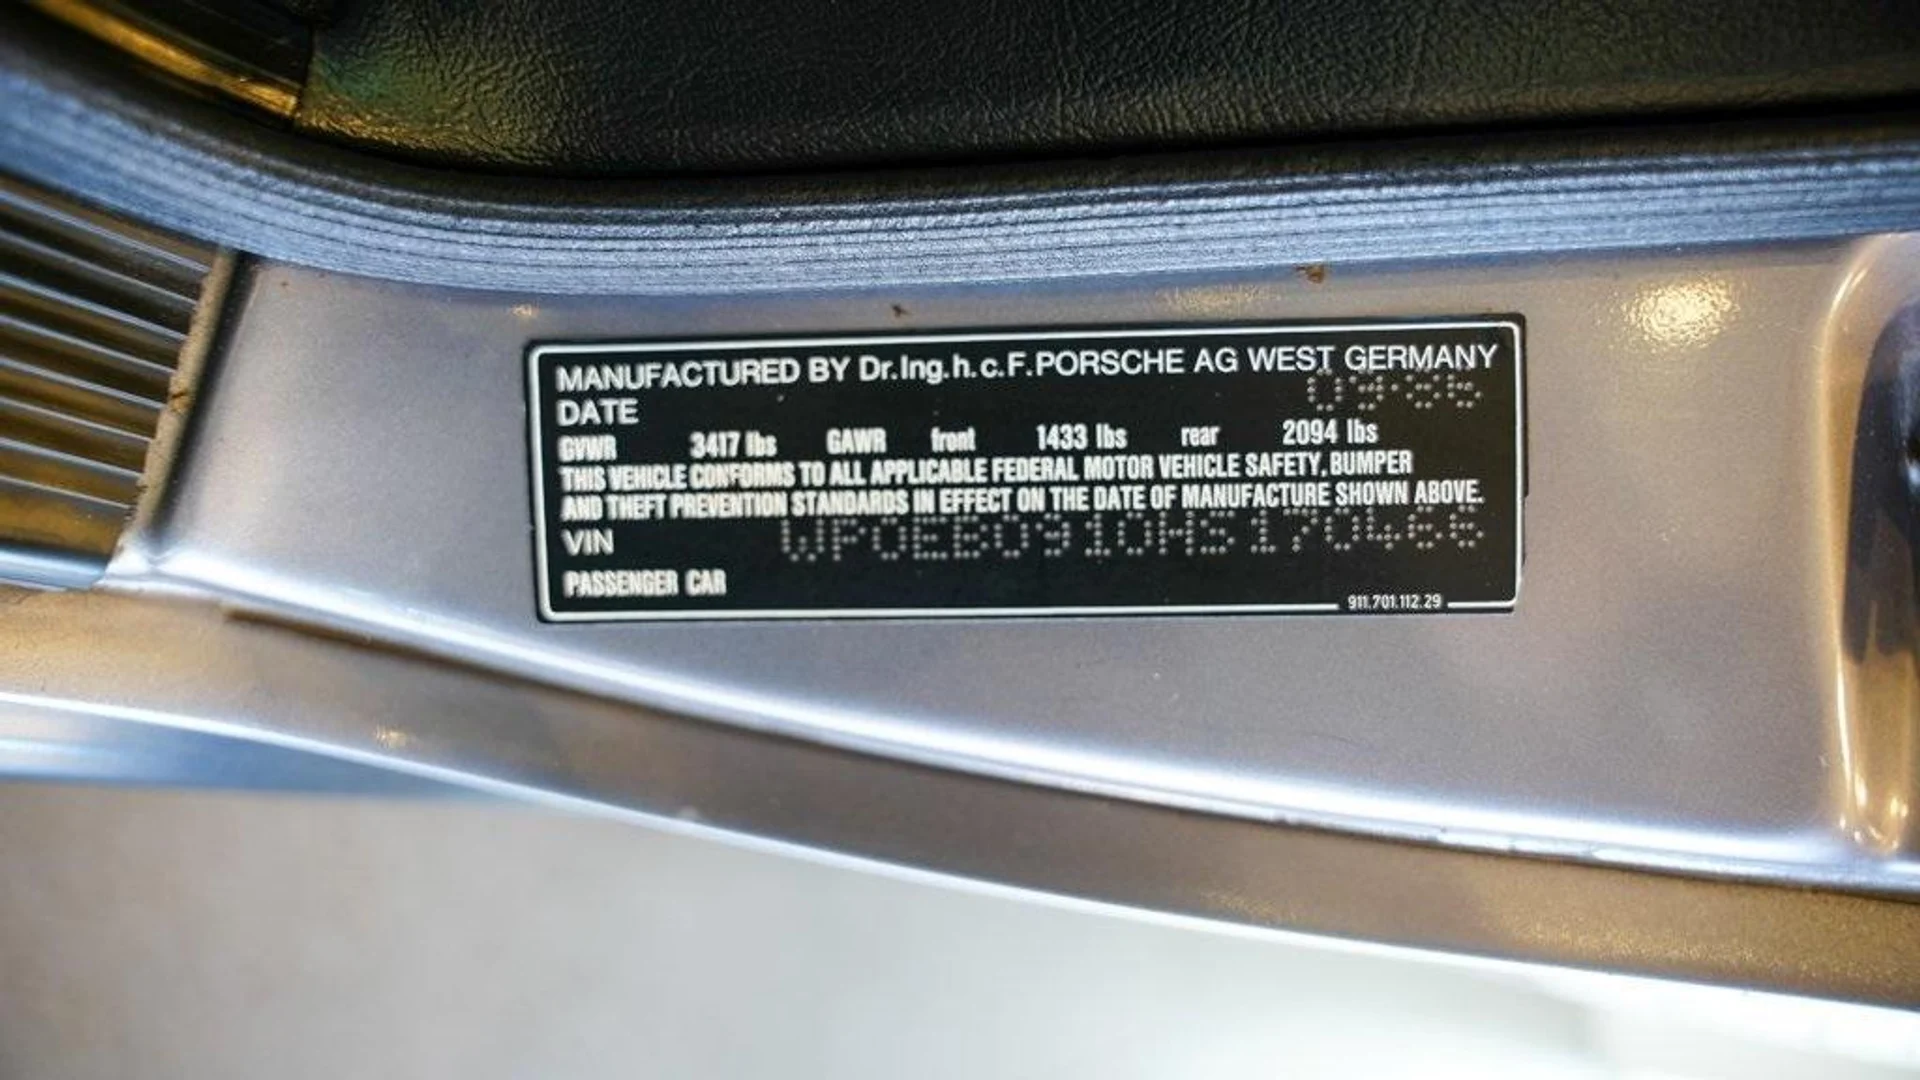 MANUFACTURED BY Dr.Ing.h.c.F.PORSCHE AG WEST GERMANY
DATE 09·86
GVWR 3417 lbs GAWR front 1433 lbs rear 2094 lbs
THIS VEHICLE CONFORMS TO ALL APPLICABLE FEDERAL MOTOR VEHICLE SAFETY, BUMPER
AND THEFT PREVENTION STANDARDS IN EFFECT ON THE DATE OF MANUFACTURE SHOWN ABOVE.
VIN WP0EB0910HS170466
PASSENGER CAR
911.701.112.29